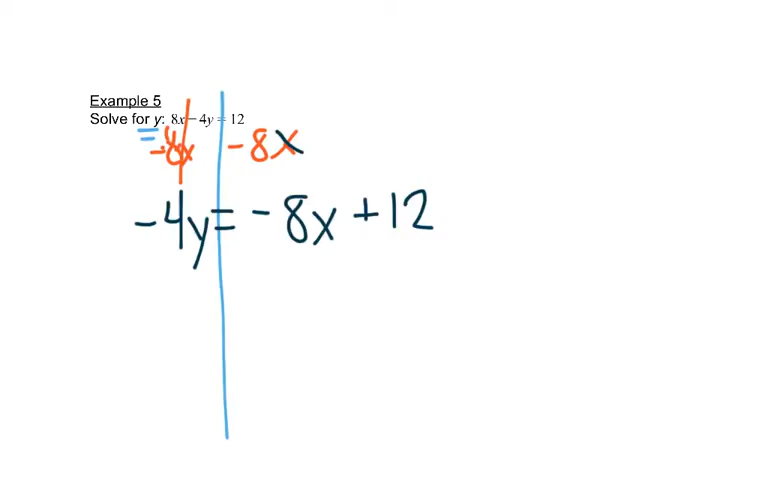 Example 5
Solve for y: 8x − 4y = 12
-8x -8x
-4y = -8x + 12